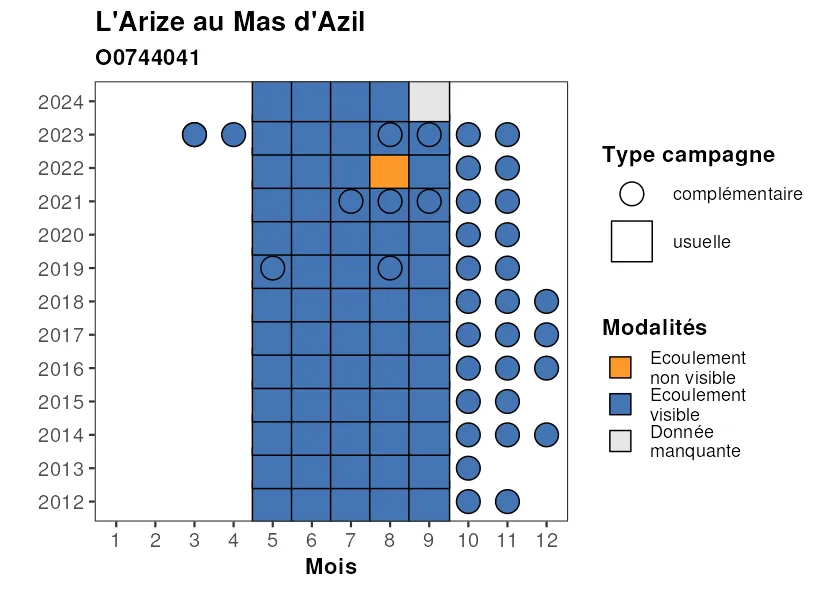 L'Arize au Mas d'Azil
O0744041
2024
2023
2022
2021
2020
2019
2018
2017
2016
2015
2014
2013
2012
1 2 3 4 5 6 7 8 9 10 11 12
Mois
Type campagne
complémentaire
usuelle
Modalités
Ecoulement
non visible
Ecoulement
visible
Donnée
manquante